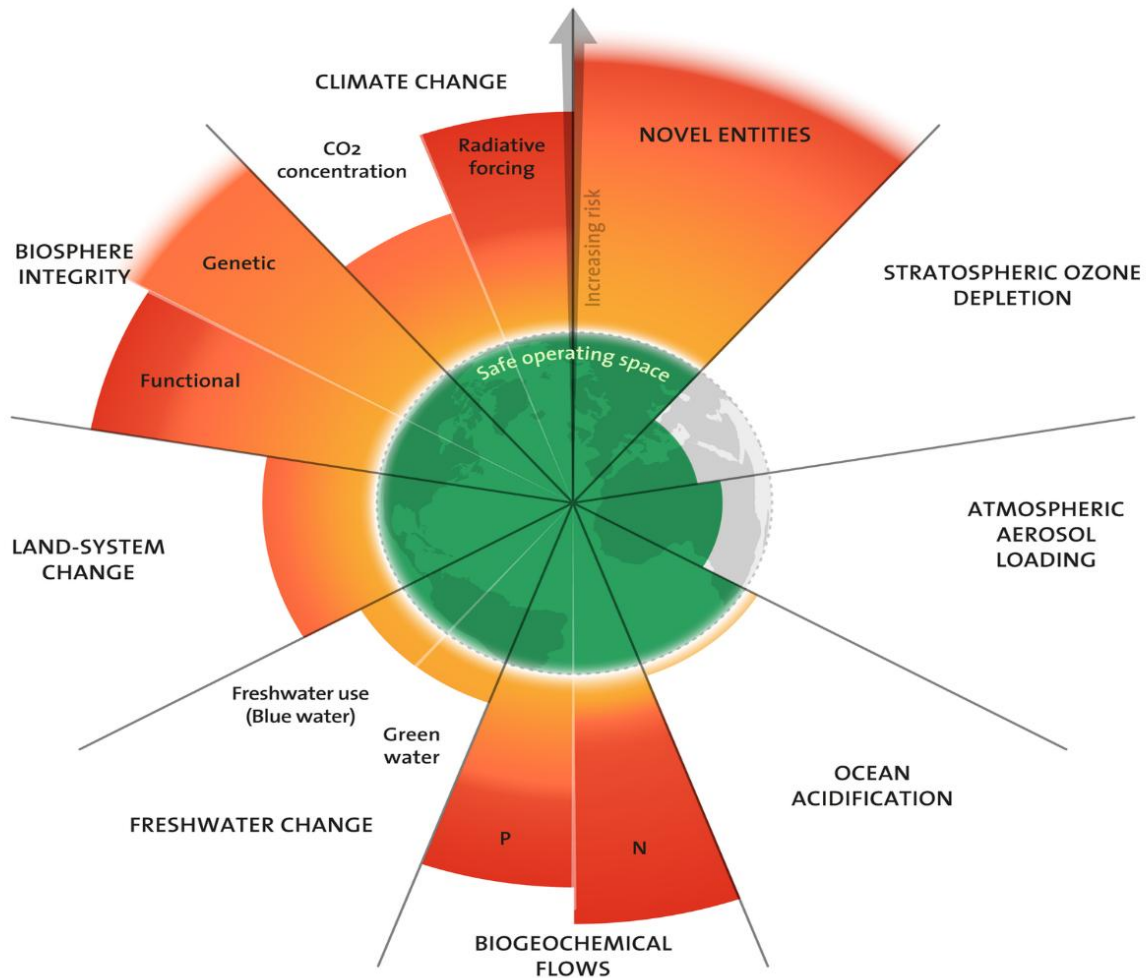 CLIMATE CHANGE
CO2
concentration
Radiative
forcing
NOVEL ENTITIES
Increasing risk
BIOSPHERE
INTEGRITY
Genetic
Functional
STRATOSPHERIC OZONE
DEPLETION
Safe operating space
ATMOSPHERIC
AEROSOL
LOADING
LAND-SYSTEM
CHANGE
Freshwater use
(Blue water)
Green
water
FRESHWATER CHANGE
P
N
OCEAN
ACIDIFICATION
BIOGEOCHEMICAL
FLOWS